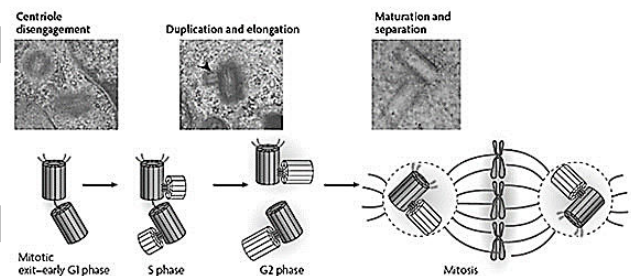 Centriole
disengagement
Duplication and elongation
Maturation and
separation
Mitotic
exit–early G1 phase
S phase
G2 phase
Mitosis